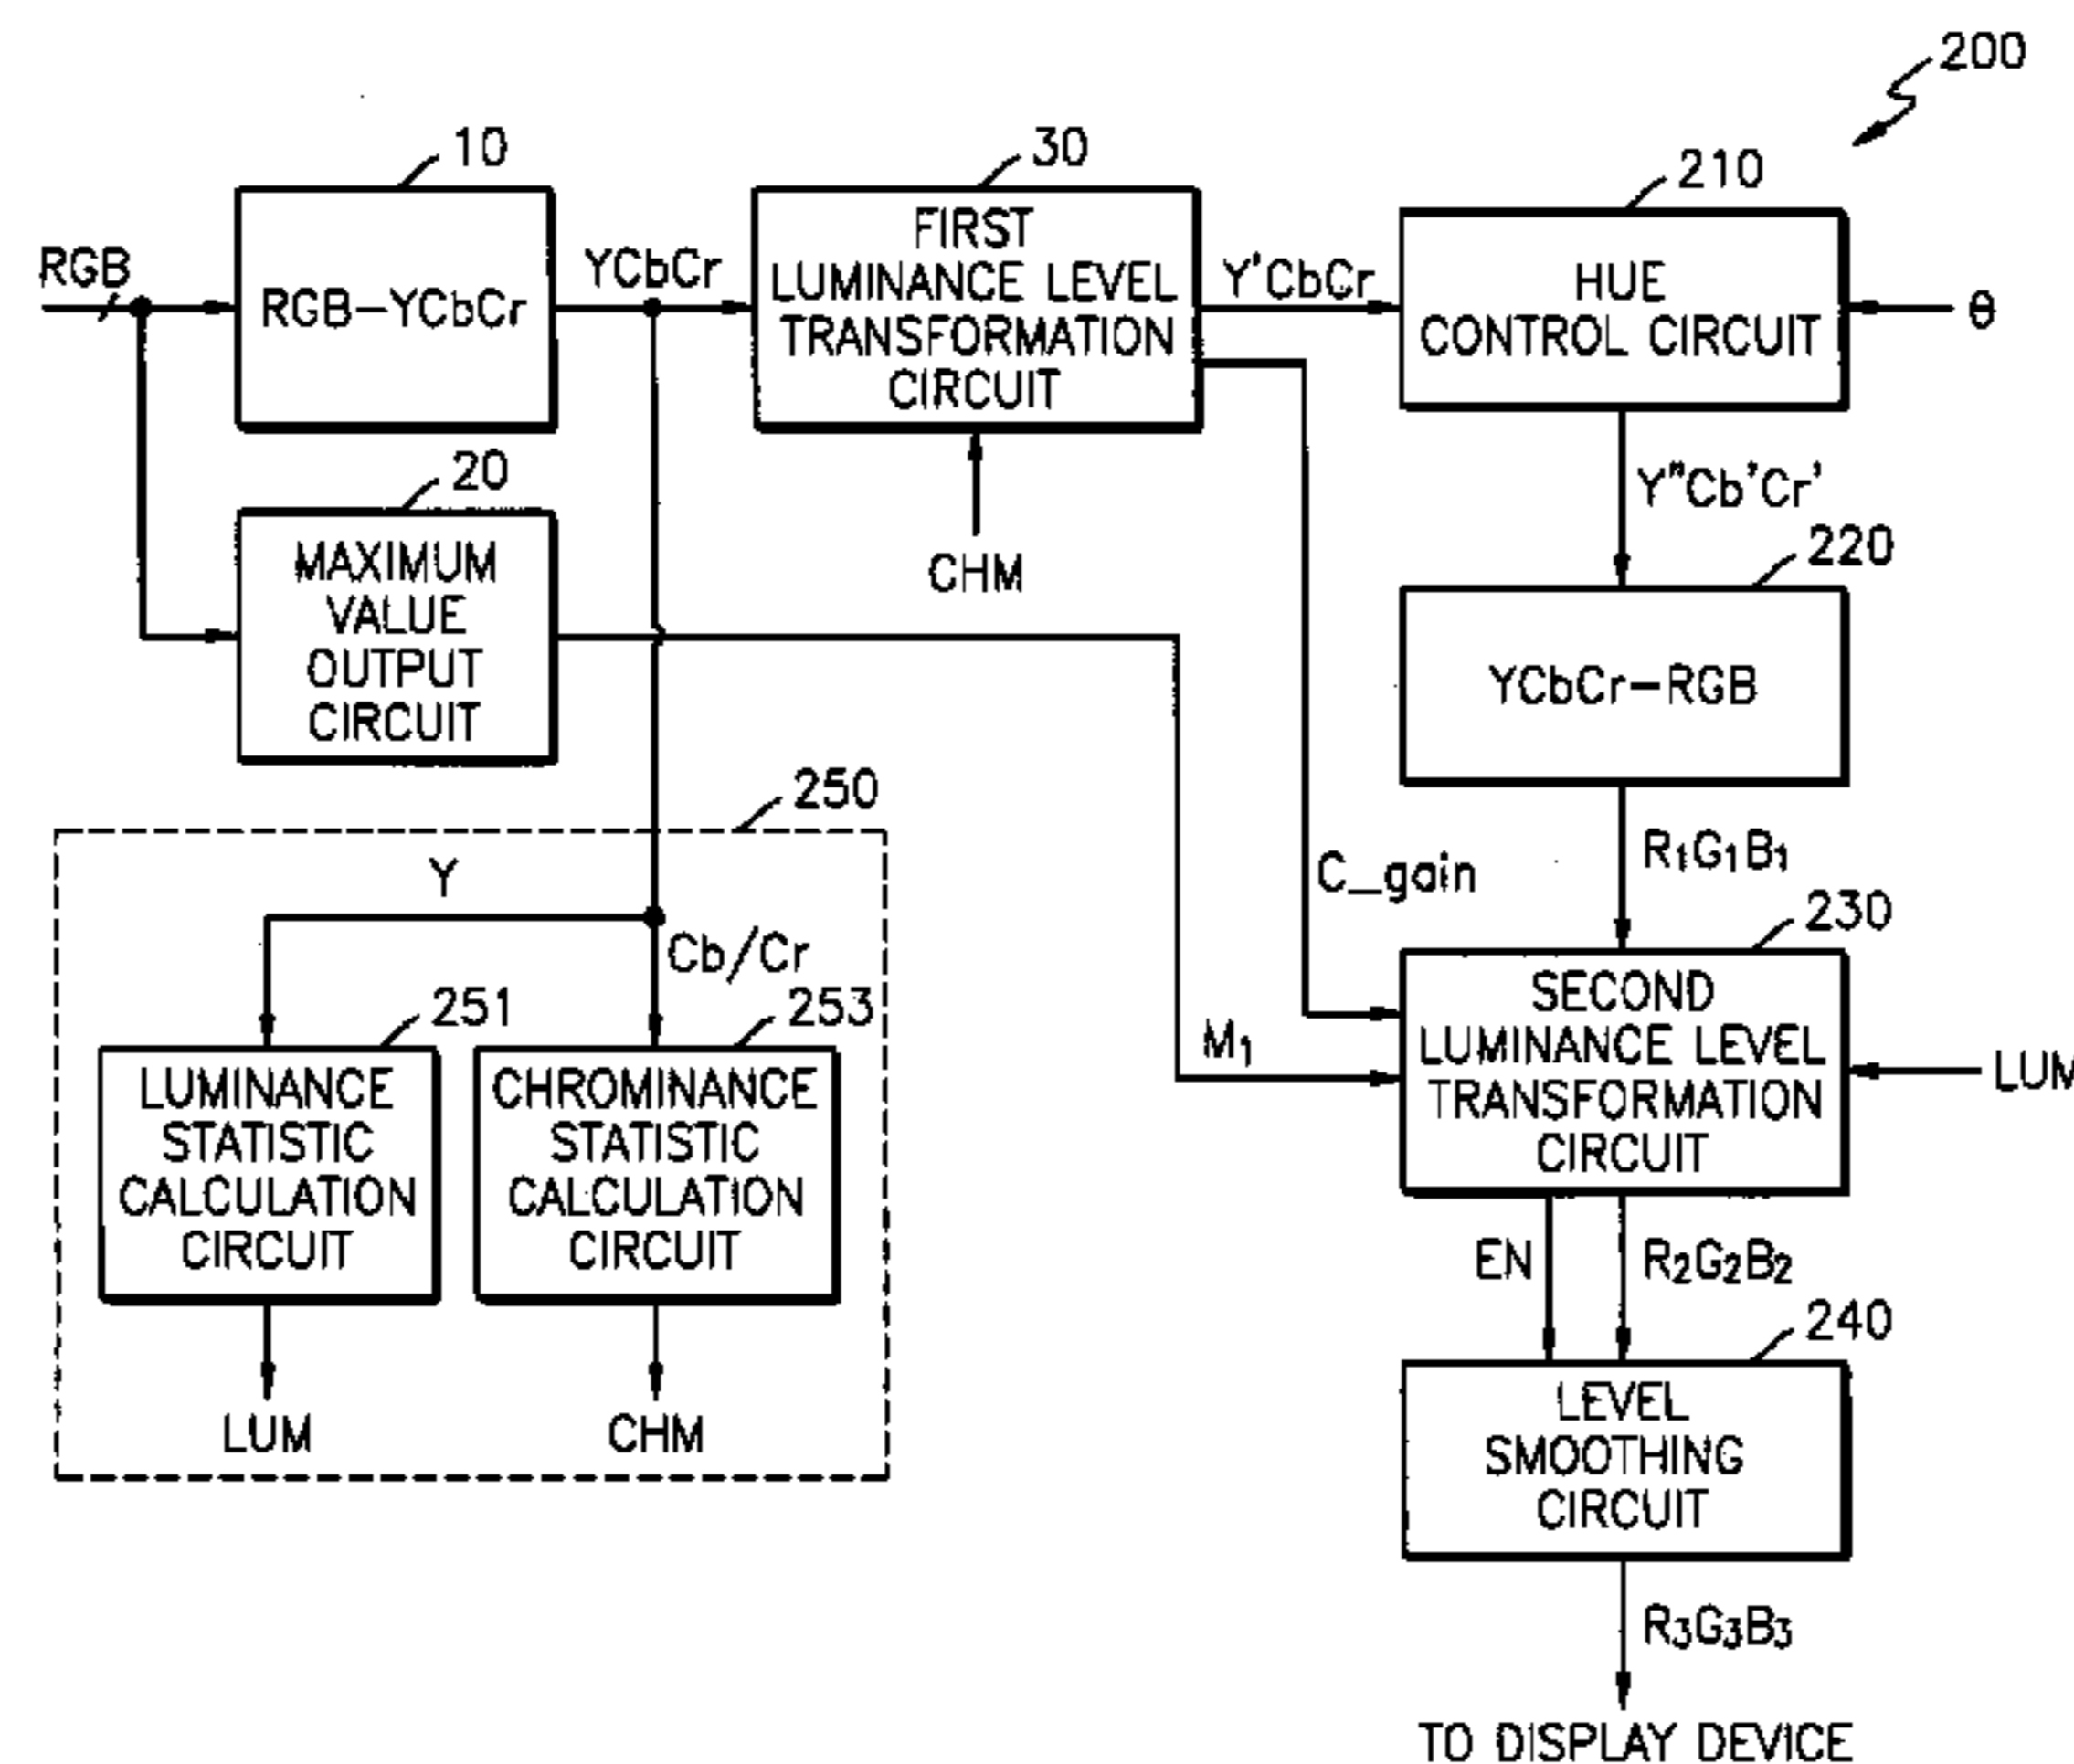 200
10
30
210
RGB
RGB-YCbCr
YCbCr
FIRST
LUMINANCE LEVEL
TRANSFORMATION
CIRCUIT
Y'CbCr
HUE
CONTROL CIRCUIT
θ
20
MAXIMUM
VALUE
OUTPUT
CIRCUIT
CHM
Y"Cb'Cr'
220
YCbCr-RGB
250
Y
Cb/Cr
C_gain
R₁G₁B₁
230
251
LUMINANCE
STATISTIC
CALCULATION
CIRCUIT
253
CHROMINANCE
STATISTIC
CALCULATION
CIRCUIT
M₁
SECOND
LUMINANCE LEVEL
TRANSFORMATION
CIRCUIT
LUM
EN
R₂G₂B₂
LUM
CHM
240
LEVEL
SMOOTHING
CIRCUIT
R₃G₃B₃
TO DISPLAY DEVICE